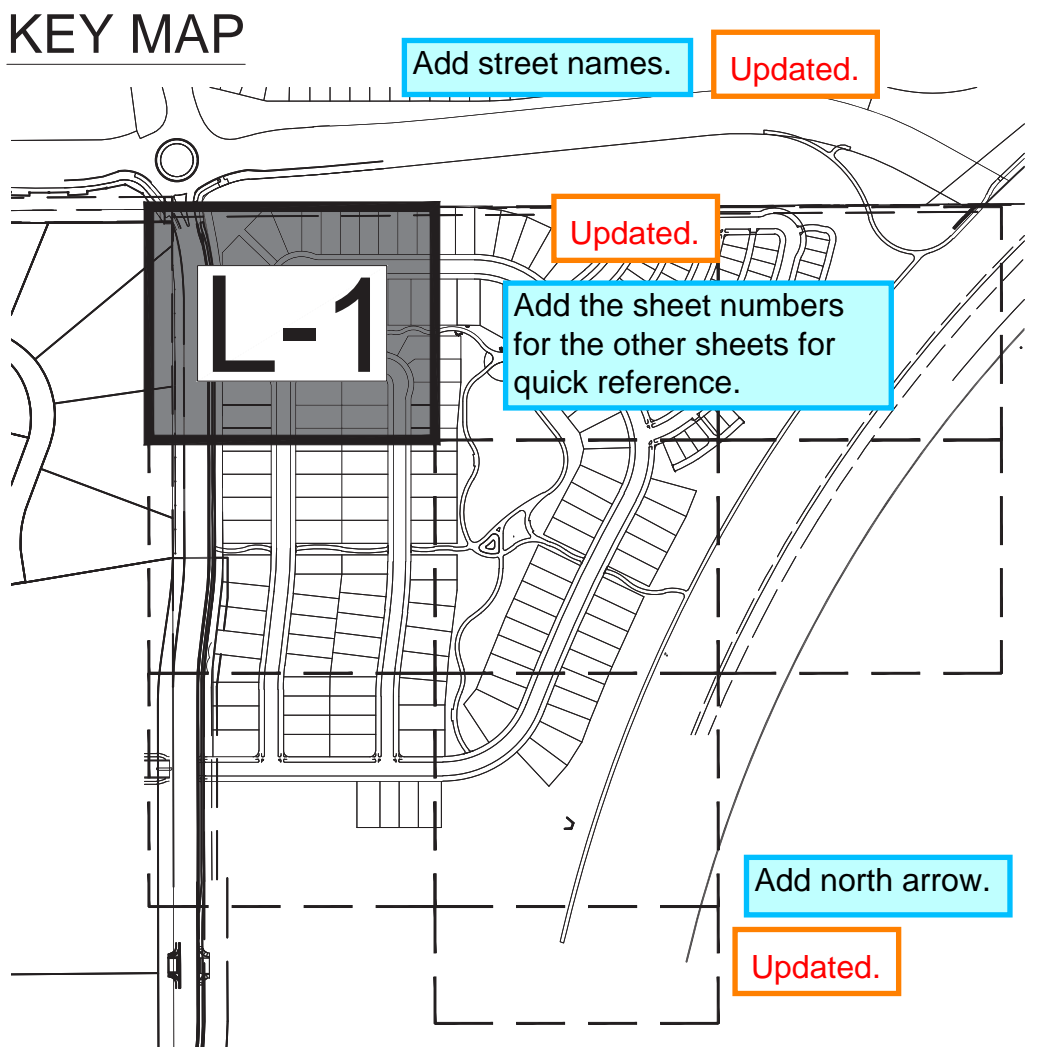 KEY MAP
Add street names.
Updated.
Updated.
L-1
Add the sheet numbers
for the other sheets for
quick reference.
Add north arrow.
Updated.